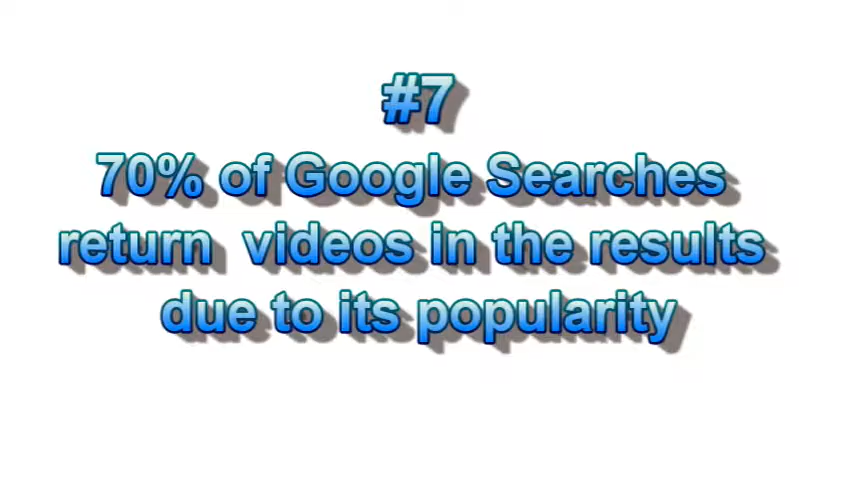 #7
70% of Google Searches
return  videos in the results
due to its popularity